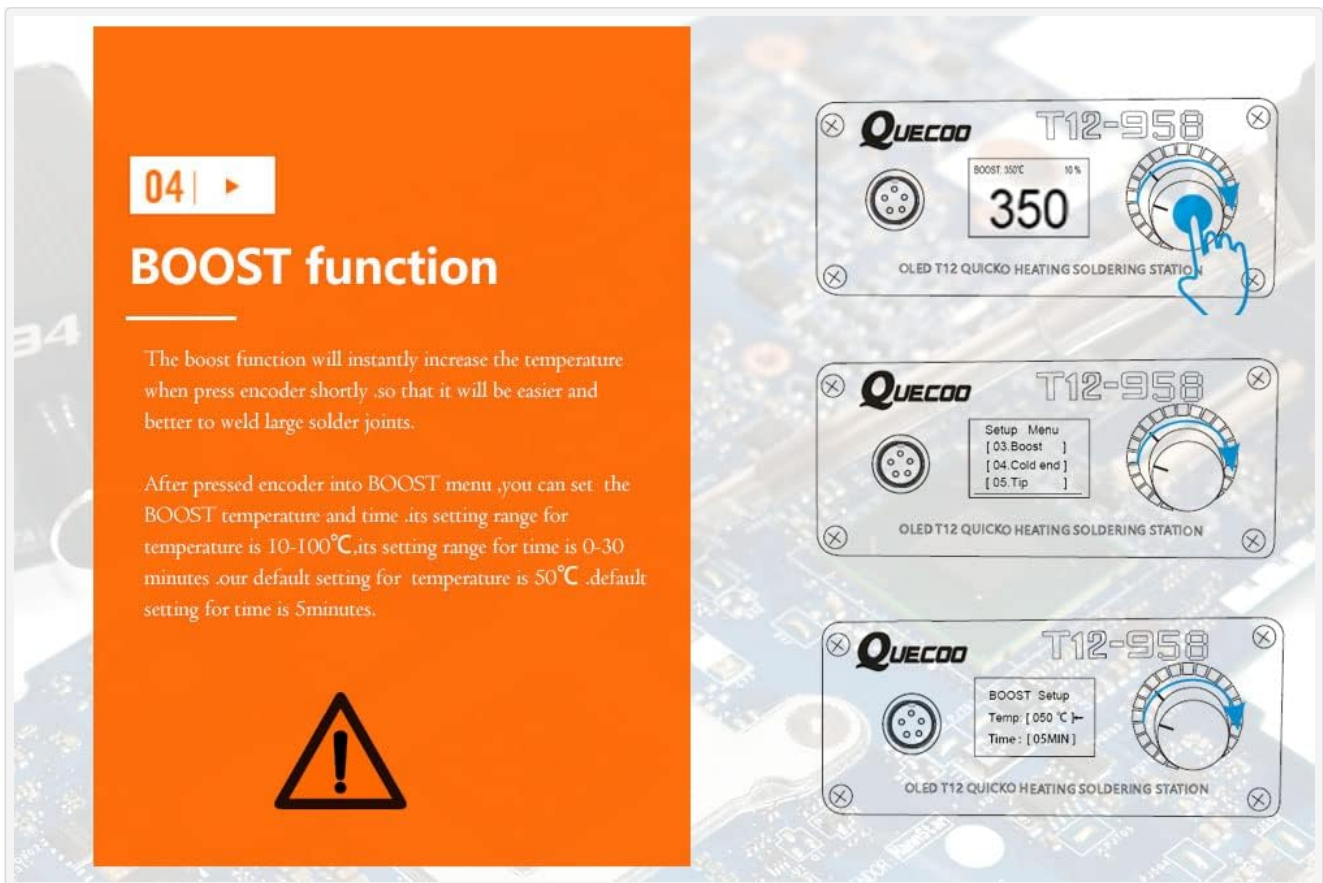 04
BOOST function
The boost function will instantly increase the temperature
when press encoder shortly .so that it will be easier and
better to weld large solder joints.
After pressed encoder into BOOST menu ,you can set the
BOOST temperature and time .its setting range for
temperature is 10-100℃,its setting range for time is 0-30
minutes .our default setting for temperature is 50℃ .default
setting for time is 5minutes.
QUECOO T12-958
BOOST: 350℃ 10 %
350
OLED T12 QUICKO HEATING SOLDERING STATION
QUECOO T12-958
Setup Menu
[ 03.Boost ]
[ 04.Cold end ]
[ 05.Tip ]
OLED T12 QUICKO HEATING SOLDERING STATION
QUECOO T12-958
BOOST Setup
Temp: [ 050 ℃ ]
Time : [ 05MIN ]
OLED T12 QUICKO HEATING SOLDERING STATION
94